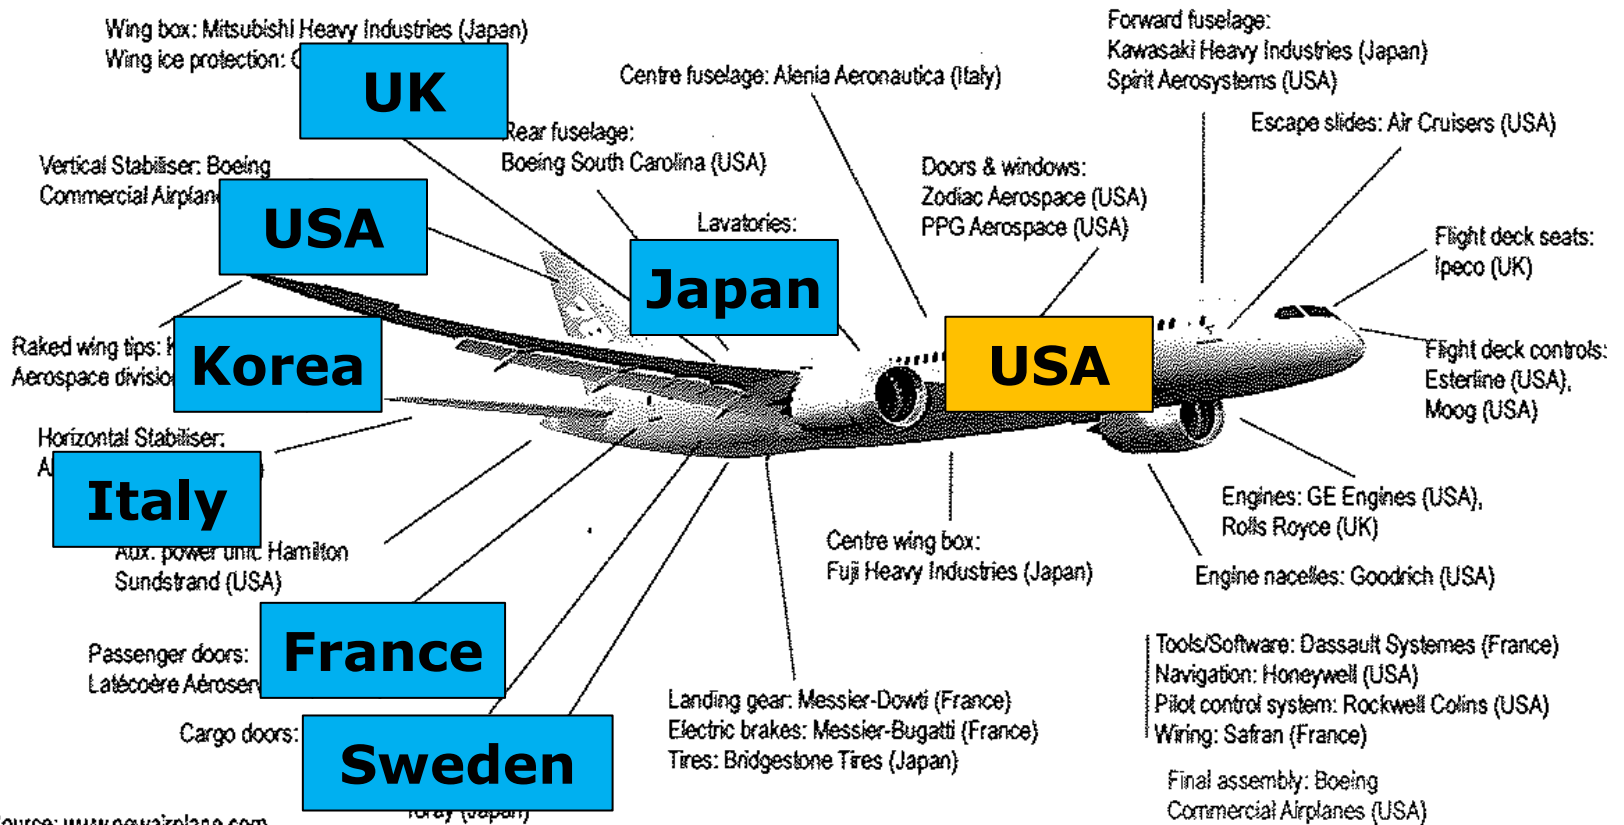 Wing box: Mitsubishi Heavy Industries (Japan)
Wing ice protection:
UK
Centre fuselage: Alenia Aeronautica (Italy)
Forward fuselage:
Kawasaki Heavy Industries (Japan)
Spirit Aerosystems (USA)
Escape slides: Air Cruisers (USA)
Rear fuselage:
Boeing South Carolina (USA)
Vertical Stabiliser: Boeing
Commercial
USA
Doors & windows:
Zodiac Aerospace (USA)
PPG Aerospace (USA)
Lavatories:
Japan
Flight deck seats:
Ipeco (UK)
Raked wing tips:
Aerospace division
Korea
USA
Flight deck controls:
Esterline (USA),
Moog (USA)
Horizontal Stabiliser:
Italy
Aux. power unit: Hamilton
Sundstrand (USA)
Engines: GE Engines (USA),
Rolls Royce (UK)
Centre wing box:
Fuji Heavy Industries (Japan)
Engine nacelles: Goodrich (USA)
Passenger doors:
Latécoère
France
Cargo doors:
Sweden
(Japan)
Landing gear: Messier-Dowti (France)
Electric brakes: Messier-Bugatti (France)
Tires: Bridgestone Tires (Japan)
Tools/Software: Dassault Systemes (France)
Navigation: Honeywell (USA)
Pilot control system: Rockwell Colins (USA)
Wiring: Safran (France)
Final assembly: Boeing
Commercial Airplanes (USA)
www.newairplane.com